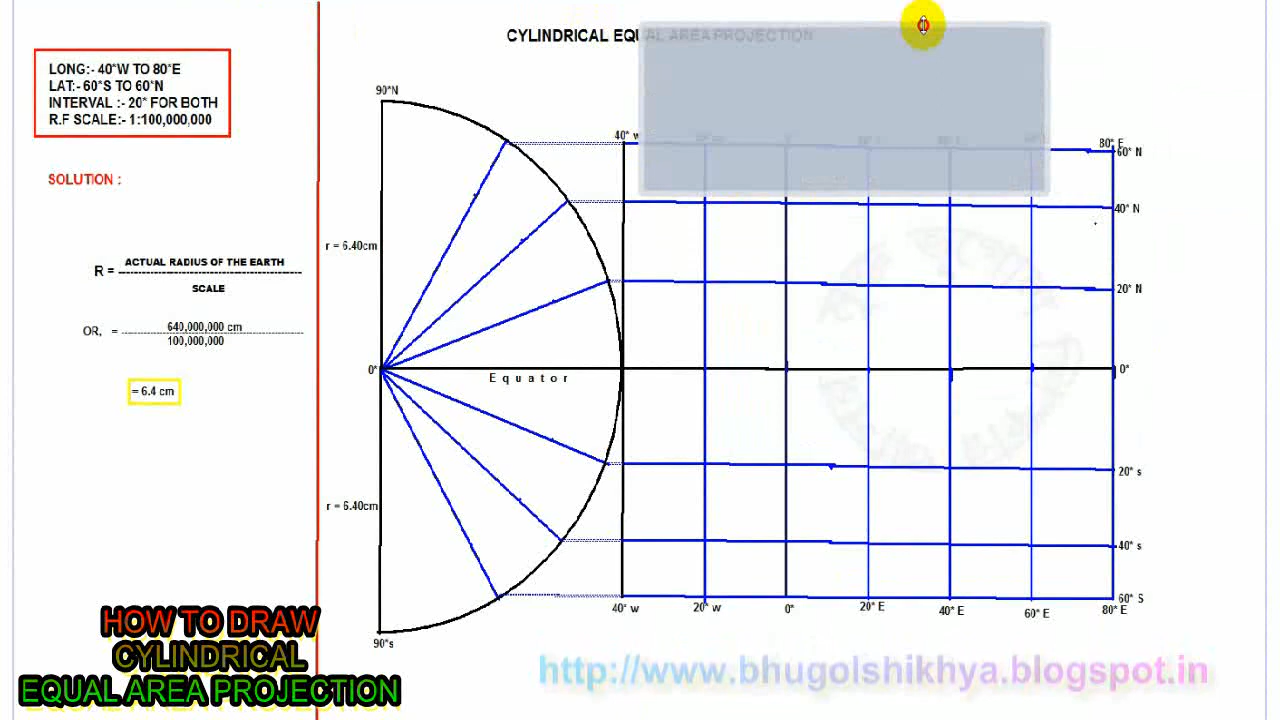 CYLINDRICAL EQUAL AREA PROJECTION
LONG:- 40*W TO 80*E
LAT:- 60*S TO 60*N
INTERVAL :- 20* FOR BOTH
R.F SCALE:- 1:100,000,000
SOLUTION :
R = ACTUAL RADIUS OF THE EARTH
SCALE
OR, = 640,000,000 cm
100,000,000
= 6.4 cm
90*N
r = 6.40cm
0*
Equator
r = 6.40cm
90*s
40* w
80* E
60* N
40* N
20* N
0*
20* s
40* s
60* S
40* w 20* W 0* 20* E 40* E 60* E 80* E
HOW TO DRAW
CYLINDRICAL
EQUAL AREA PROJECTION
http://www.bhugolshikhya.blogspot.in